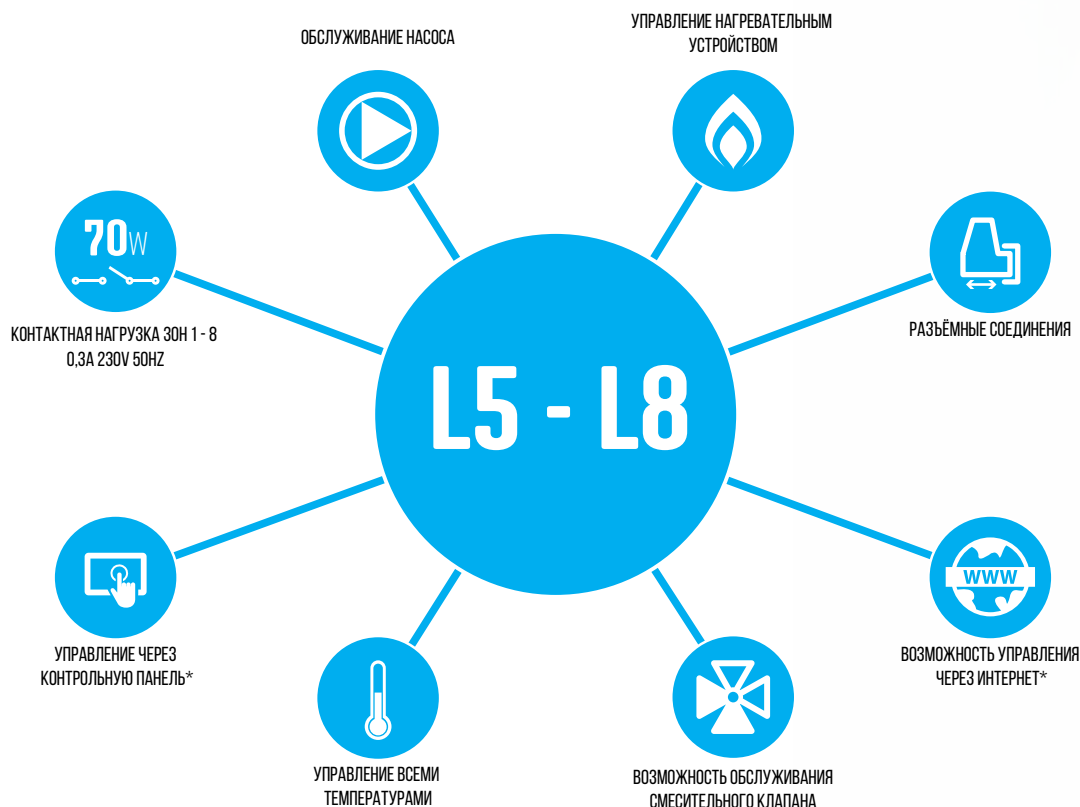 ОБСЛУЖИВАНИЕ НАСОСА
УПРАВЛЕНИЕ НАГРЕВАТЕЛЬНЫМ
УСТРОЙСТВОМ
70W
КОНТАКТНАЯ НАГРУЗКА ЗОН 1 - 8
0,3А 230V 50HZ
РАЗЪЁМНЫЕ СОЕДИНЕНИЯ
L5 - L8
УПРАВЛЕНИЕ ЧЕРЕЗ
КОНТРОЛЬНУЮ ПАНЕЛЬ*
WWW
ВОЗМОЖНОСТЬ УПРАВЛЕНИЯ
ЧЕРЕЗ ИНТЕРНЕТ*
УПРАВЛЕНИЕ ВСЕМИ
ТЕМПЕРАТУРАМИ
ВОЗМОЖНОСТЬ ОБСЛУЖИВАНИЯ
СМЕСИТЕЛЬНОГО КЛАПАНА